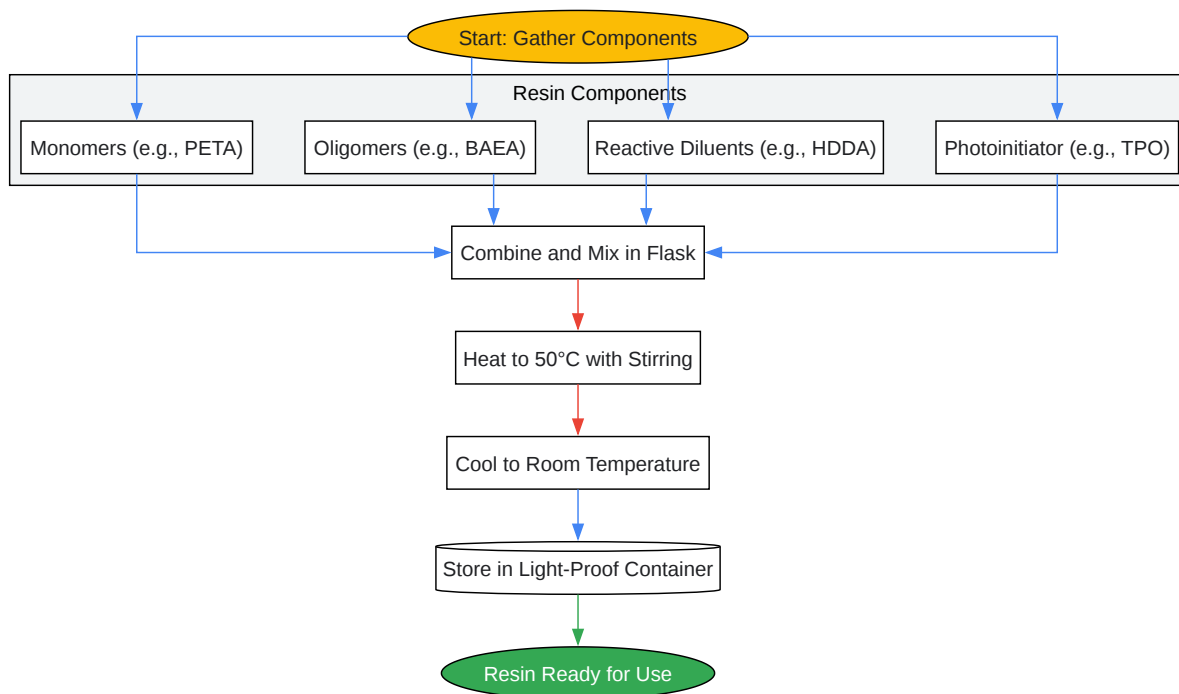 Start: Gather Components
Resin Components
Monomers (e.g., PETA)
Oligomers (e.g., BAEA)
Reactive Diluents (e.g., HDDA)
Photoinitiator (e.g., TPO)
Combine and Mix in Flask
Heat to 50°C with Stirring
Cool to Room Temperature
Store in Light-Proof Container
Resin Ready for Use